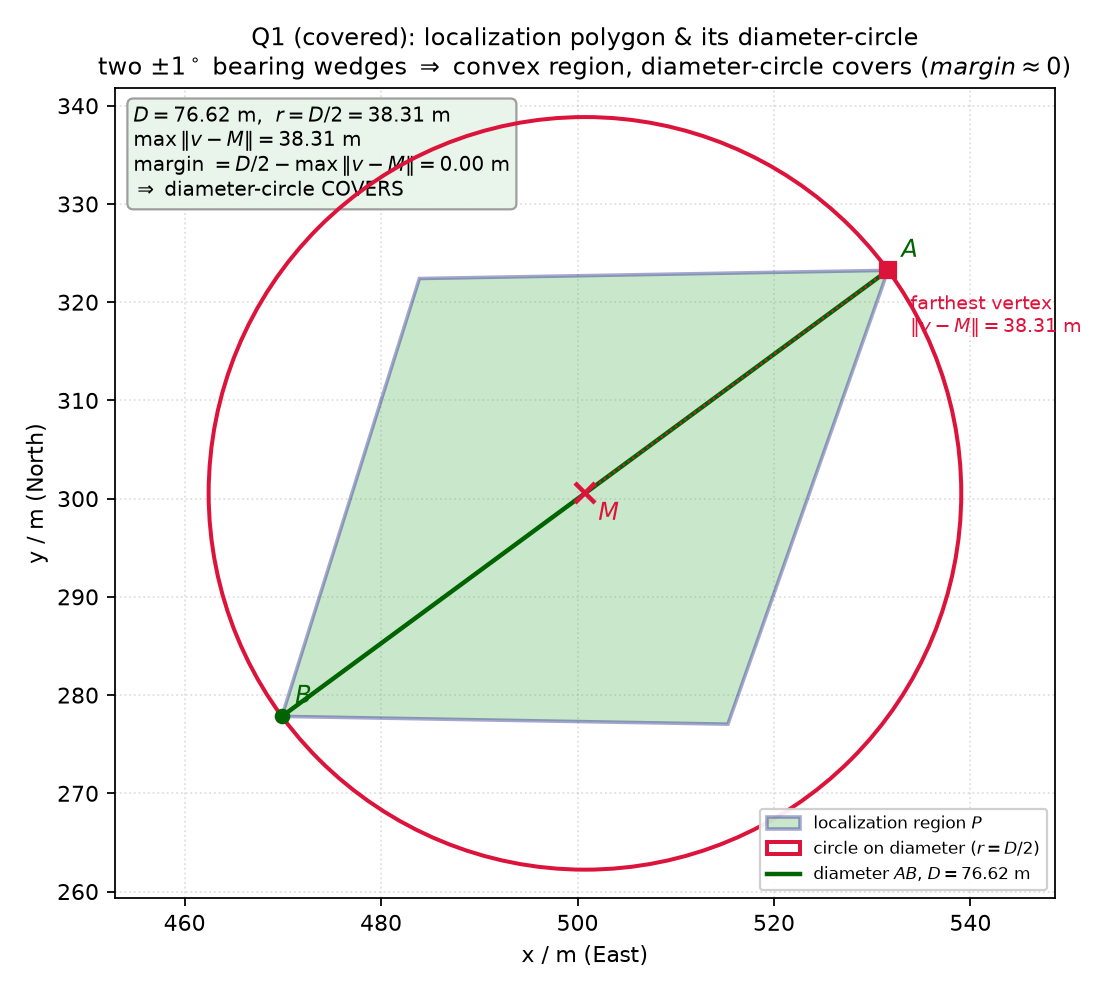 Q1 (covered): localization polygon & its diameter-circle
two ±1° bearing wedges ⇒ convex region, diameter-circle covers (margin ≈ 0)
D = 76.62 m, r = D/2 = 38.31 m
max ‖v − M‖ = 38.31 m
margin = D/2 − max ‖v − M‖ = 0.00 m
⇒ diameter-circle COVERS
A
farthest vertex
‖v − M‖ = 38.31 m
M
B
340
330
320
310
300
290
280
270
260
y / m (North)
460 480 500 520 540
x / m (East)
localization region P
circle on diameter (r = D/2)
diameter AB, D = 76.62 m